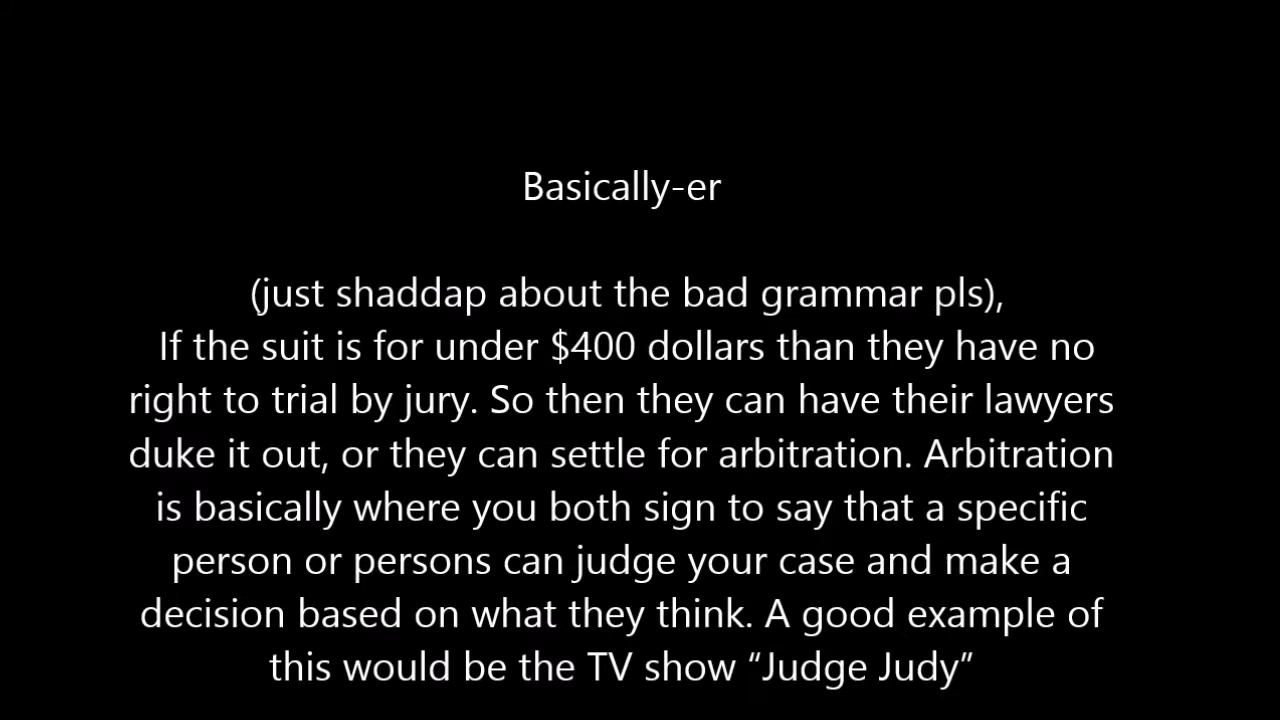 Basically-er
(just shaddap about the bad grammar pls),
If the suit is for under $400 dollars than they have no
right to trial by jury. So then they can have their lawyers
duke it out, or they can settle for arbitration. Arbitration
is basically where you both sign to say that a specific
person or persons can judge your case and make a
decision based on what they think. A good example of
this would be the TV show “Judge Judy”